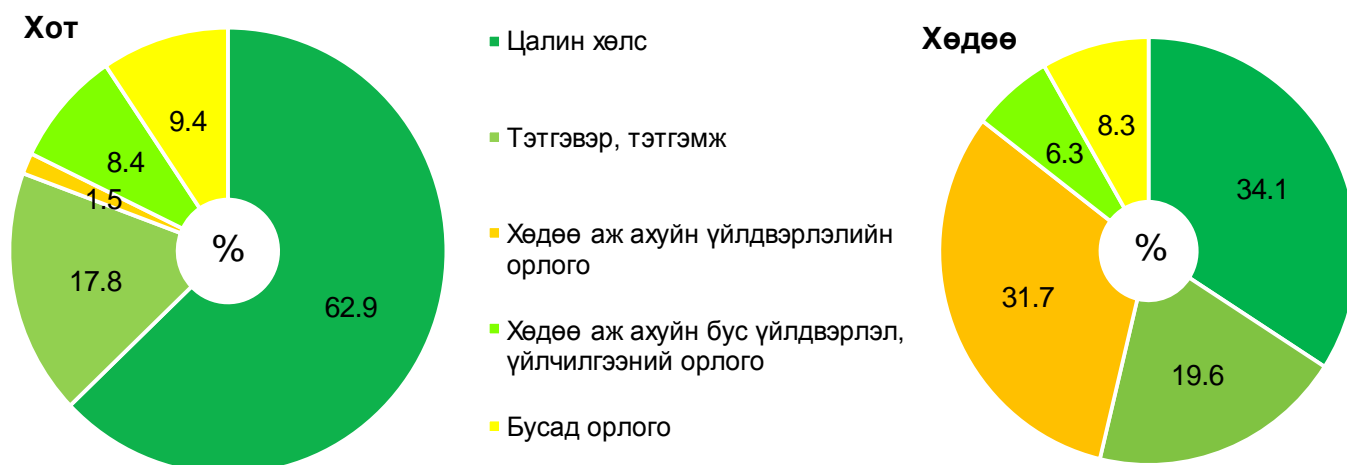 Хот
9.4
8.4
1.5
17.8
%
62.9
Цалин хөлс
Тэтгэвэр, тэтгэмж
Хөдөө аж ахуйн үйлдвэрлэлийн
орлого
Хөдөө аж ахуйн бус үйлдвэрлэл,
үйлчилгээний орлого
Бусад орлого
Хөдөө
8.3
6.3
34.1
%
31.7
19.6